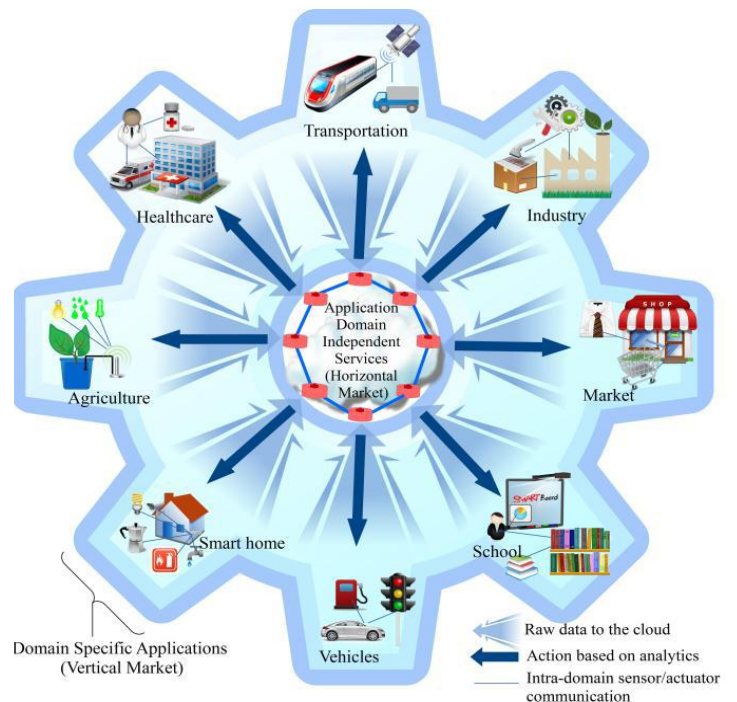 Transportation
Healthcare
Industry
SHOP
Application
Domain
Independent
Services
(Horizontal
Market)
Agriculture
Market
SMART Board
Smart home
School
Vehicles
Domain Specific Applications
(Vertical Market)
Raw data to the cloud
Action based on analytics
Intra-domain sensor/actuator
communication